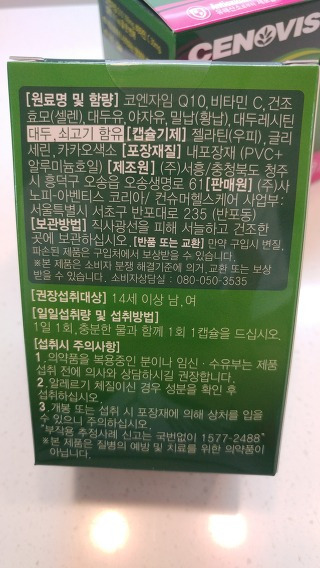 CENOVIS
[원료명 및 함량] 코엔자임 Q10, 비타민 C, 건조
효모(셀렌), 대두유, 야자유, 밀납(황납), 대두레시틴
대두, 쇠고기 함유 [캡슐기제] 젤라틴(우피), 글리
세린, 카카오색소 [포장재질] 내포장재 (PVC+
알루미늄호일) [제조원] (주)서흥/충청북도 청주
시 흥덕구 오송읍 오송생명로 61 [판매원] (주)사
노피-아벤티스 코리아/ 컨슈머헬스케어 사업부:
서울특별시 서초구 반포대로 235 (반포동)
[보관방법] 직사광선을 피해 서늘하고 건조한
곳에 보관하십시오. [반품 또는 교환] 만약 구입시 변질,
파손된 제품은 구입처에서 보상받을 수 있습니다.
※본 제품은 소비자 분쟁 해결기준에 의거, 교환 또는 보상
받을 수 있습니다. 소비자상담실 : 080-050-3535
[권장섭취대상] 14세 이상 남, 여
[일일섭취량 및 섭취방법]
1일 1회, 충분한 물과 함께 1회 1캡슐을 드십시오.
[섭취시 주의사항]
1. 의약품을 복용중인 분이나 임신·수유부는 제품
섭취 전에 의사와 상담하시길 권장합니다.
2. 알레르기 체질이신 경우 성분을 확인 후
섭취하십시오.
3. 개봉 또는 섭취 시 포장재에 의해 상처를 입을
수 있으니 주의하십시오.
"부작용 추정사례 신고는 국번없이 1577-2488"
※본 제품은 질병의 예방 및 치료를 위한 의약품이
아닙니다.